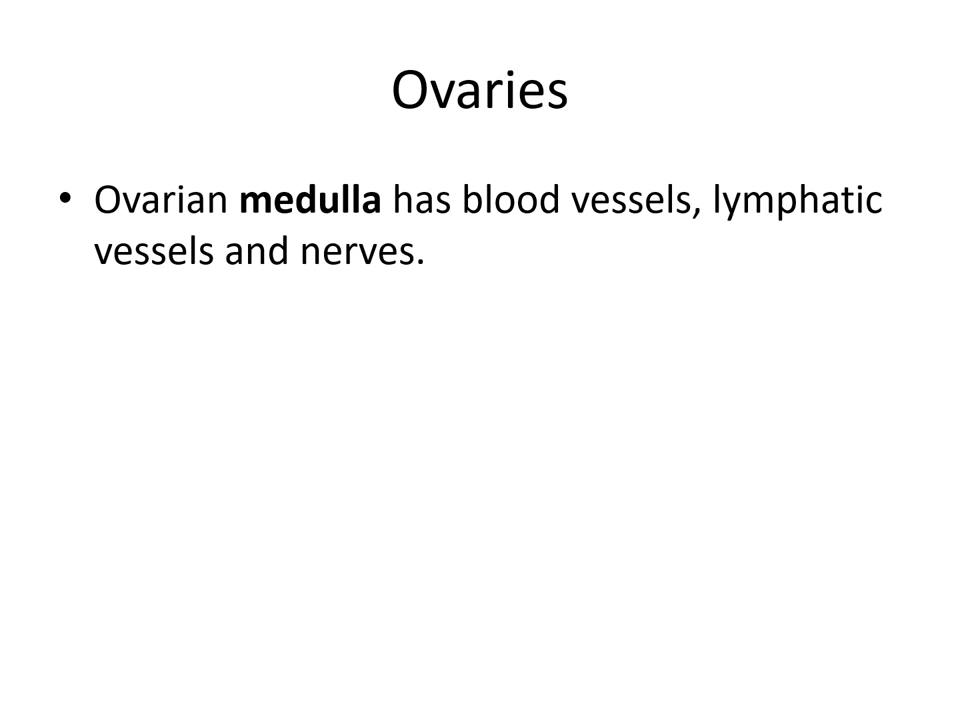 Ovaries
• Ovarian medulla has blood vessels, lymphatic
vessels and nerves.